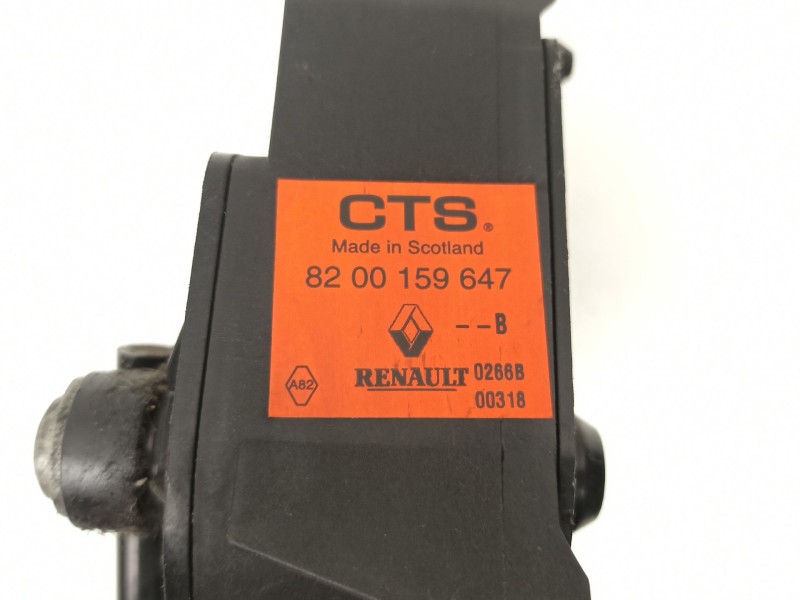 CTS®
Made in Scotland
82 00 159 647
--B
A82 RENAULT 0266B
00318